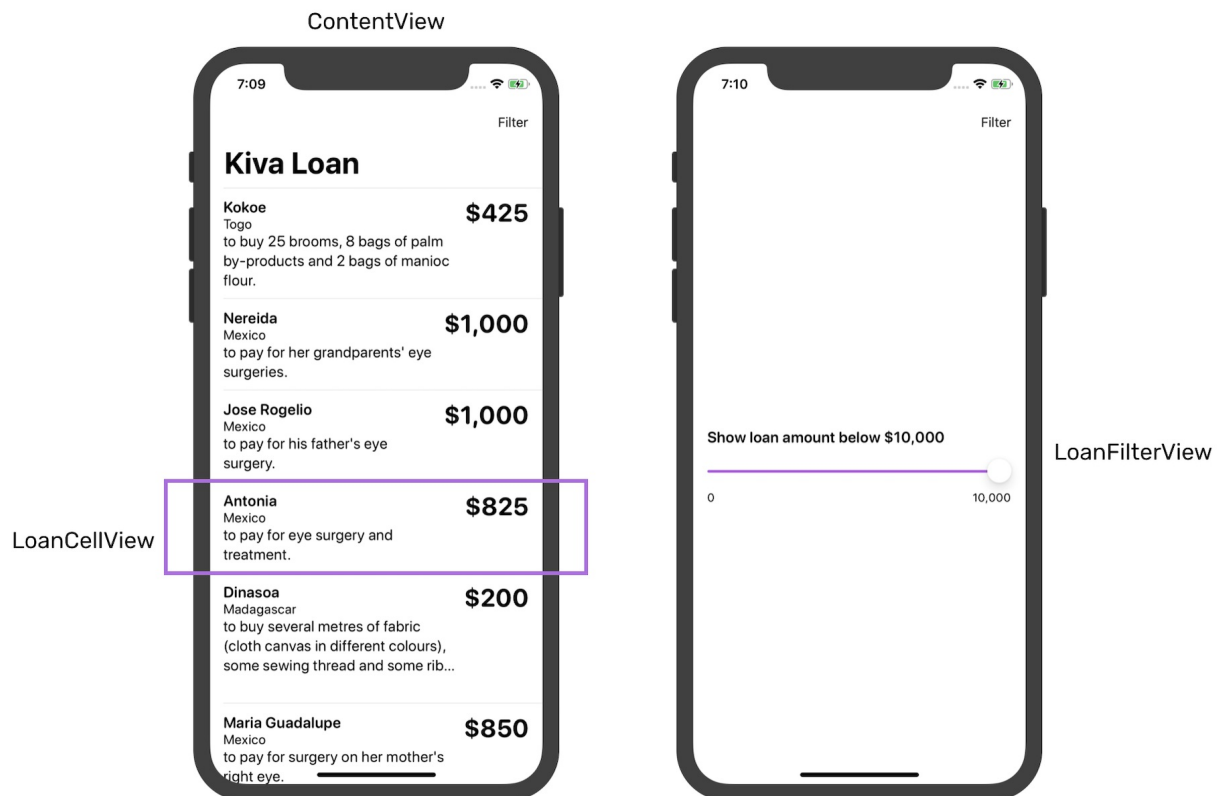 ContentView
7:09
Filter
Kiva Loan
Kokoe
$425
Togo
to buy 25 brooms, 8 bags of palm
by-products and 2 bags of manioc
flour.
Nereida
$1,000
Mexico
to pay for her grandparents' eye
surgeries.
Jose Rogelio
$1,000
Mexico
to pay for his father's eye
surgery.
LoanCellView
Antonia
$825
Mexico
to pay for eye surgery and
treatment.
Dinasoa
$200
Madagascar
to buy several metres of fabric
(cloth canvas in different colours),
some sewing thread and some rib...
Maria Guadalupe
$850
Mexico
to pay for surgery on her mother's
right eye.
7:10
Filter
Show loan amount below $10,000
0
10,000
LoanFilterView